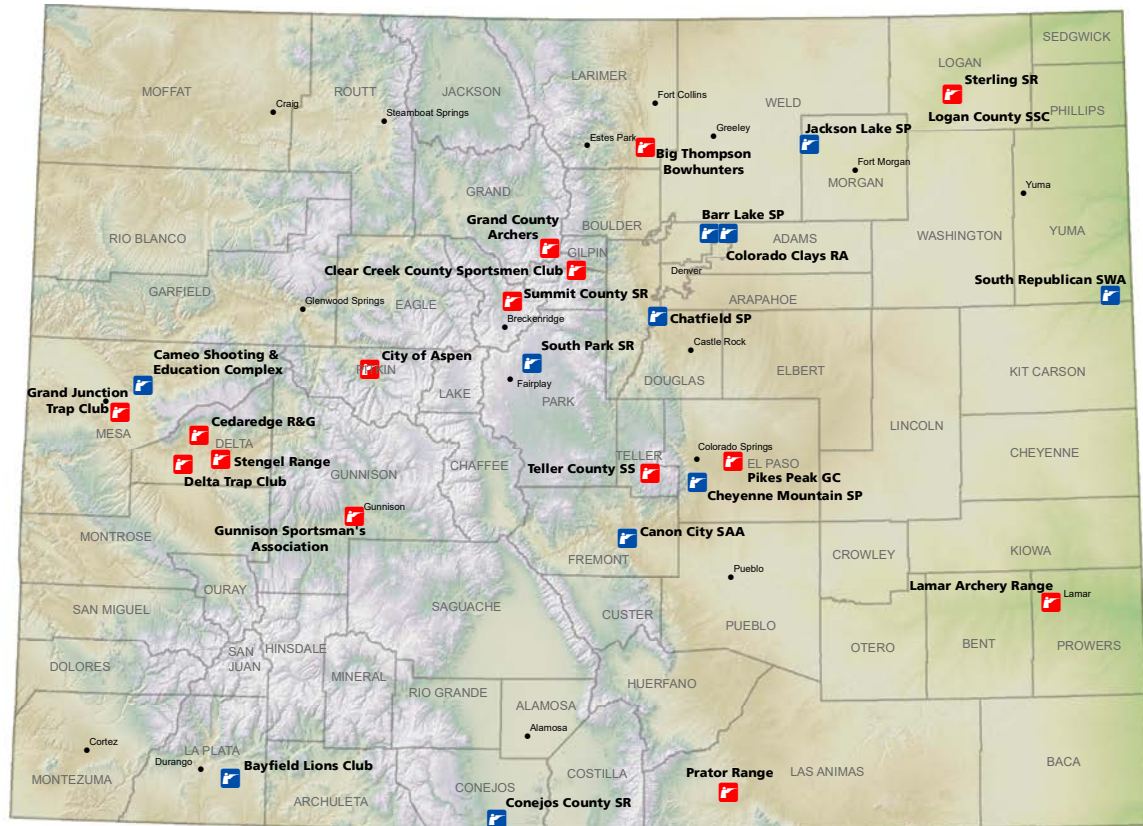 SEDGWICK
LOGAN
Sterling SR
LARIMER
MOFFAT
ROUTT
JACKSON
Fort Collins
WELD
Craig
Steamboat Springs
PHILLIPS
Logan County SSC
Jackson Lake SP
Greeley
Estes Park
Big Thompson
Bowhunters
Fort Morgan
MORGAN
Yuma
GRAND
Grand County
Archers
BOULDER
Barr Lake SP
RIO BLANCO
ADAMS
WASHINGTON
YUMA
GILPIN
Colorado Clays RA
Clear Creek County Sportsmen Club
Denver
South Republican SWA
GARFIELD
Glenwood Springs
EAGLE
Summit County SR
ARAPAHOE
Breckenridge
Chatfield SP
Castle Rock
Cameo Shooting &
Education Complex
City of Aspen
PITKIN
South Park SR
Fairplay
DOUGLAS
ELBERT
KIT CARSON
Grand Junction
Trap Club
LAKE
PARK
MESA
Cedaredge R&G
DELTA
LINCOLN
Stengel Range
Delta Trap Club
GUNNISON
CHAFFEE
TELLER
Teller County SS
Colorado Springs
EL PASO
Pikes Peak GC
Cheyenne Mountain SP
CHEYENNE
Gunnison
Gunnison Sportsman's
Association
MONTROSE
Canon City SAA
FREMONT
CROWLEY
KIOWA
Pueblo
OURAY
Lamar Archery Range
Lamar
SAN MIGUEL
SAGUACHE
CUSTER
PUEBLO
OTERO
BENT
PROWERS
DOLORES
SAN
JUAN
HINSDALE
MINERAL
RIO GRANDE
HUERFANO
ALAMOSA
Alamosa
Cortez
LA PLATA
Durango
Bayfield Lions Club
MONTEZUMA
ARCHULETA
CONEJOS
Conejos County SR
COSTILLA
Prator Range
LAS ANIMAS
BACA